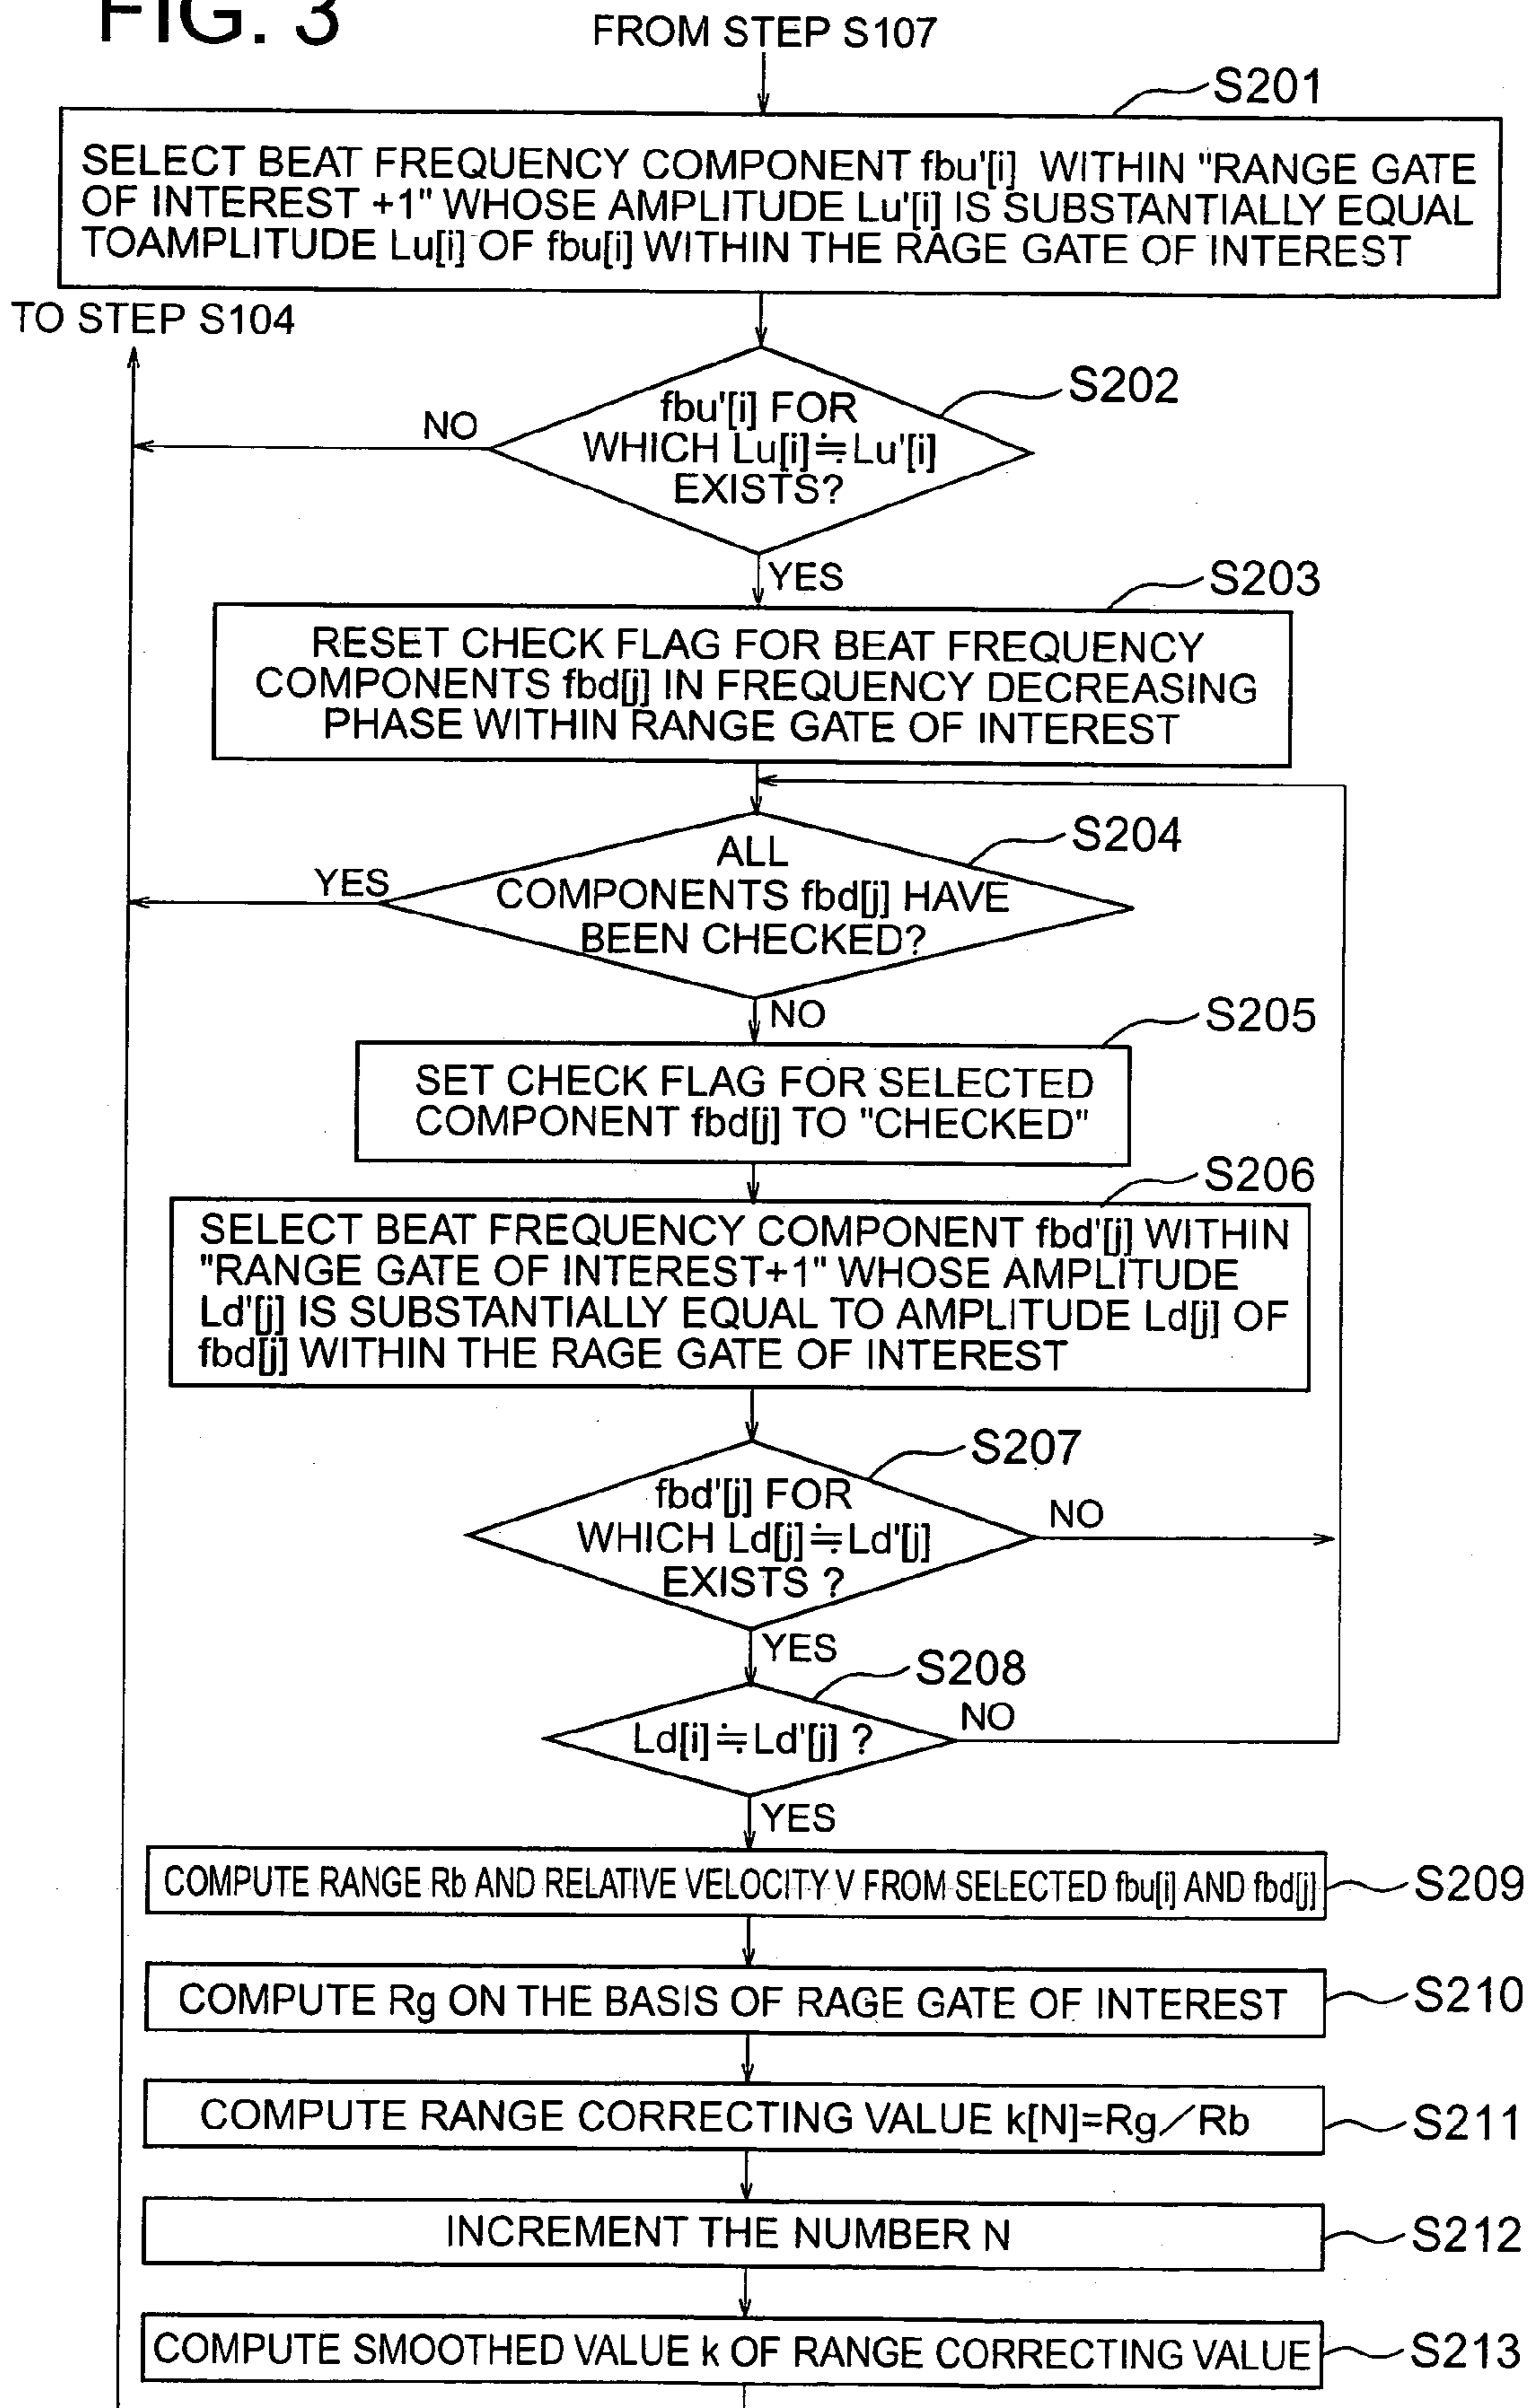 FIG. 3
FROM STEP S107
S201
SELECT BEAT FREQUENCY COMPONENT fbu'[i] WITHIN "RANGE GATE
OF INTEREST +1" WHOSE AMPLITUDE Lu'[i] IS SUBSTANTIALLY EQUAL
TOAMPLITUDE Lu[i] OF fbu[i] WITHIN THE RAGE GATE OF INTEREST
TO STEP S104
S202
fbu'[i] FOR
WHICH Lu[i]≒Lu'[i]
EXISTS?
NO
YES
S203
RESET CHECK FLAG FOR BEAT FREQUENCY
COMPONENTS fbd[j] IN FREQUENCY DECREASING
PHASE WITHIN RANGE GATE OF INTEREST
S204
ALL
COMPONENTS fbd[j] HAVE
BEEN CHECKED?
YES
NO
S205
SET CHECK FLAG FOR SELECTED
COMPONENT fbd[j] TO "CHECKED"
S206
SELECT BEAT FREQUENCY COMPONENT fbd'[j] WITHIN
"RANGE GATE OF INTEREST+1" WHOSE AMPLITUDE
Ld'[j] IS SUBSTANTIALLY EQUAL TO AMPLITUDE Ld[j] OF
fbd[j] WITHIN THE RAGE GATE OF INTEREST
S207
fbd'[j] FOR
WHICH Ld[j]≒Ld'[j]
EXISTS ?
NO
YES
S208
Ld[i]≒Ld'[j] ?
NO
YES
COMPUTE RANGE Rb AND RELATIVE VELOCITY V FROM SELECTED fbu[i] AND fbd[j]
S209
COMPUTE Rg ON THE BASIS OF RAGE GATE OF INTEREST
S210
COMPUTE RANGE CORRECTING VALUE k[N]=Rg/Rb
S211
INCREMENT THE NUMBER N
S212
COMPUTE SMOOTHED VALUE k OF RANGE CORRECTING VALUE
S213